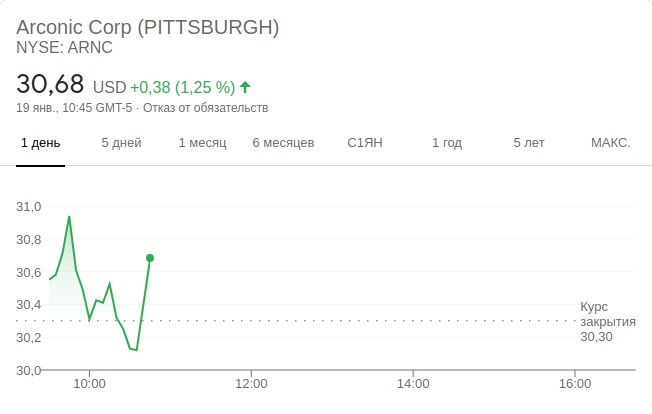 Arconic Corp (PITTSBURGH)
NYSE: ARNC
30,68 USD +0,38 (1,25 %)
19 янв., 10:45 GMT-5 · Отказ от обязательств
1 день 5 дней 1 месяц 6 месяцев С1ЯН 1 год 5 лет МАКС.
31,0
30,8
30,6
30,4
30,2
30,0
Курс
закрытия
30,30
10:00 12:00 14:00 16:00